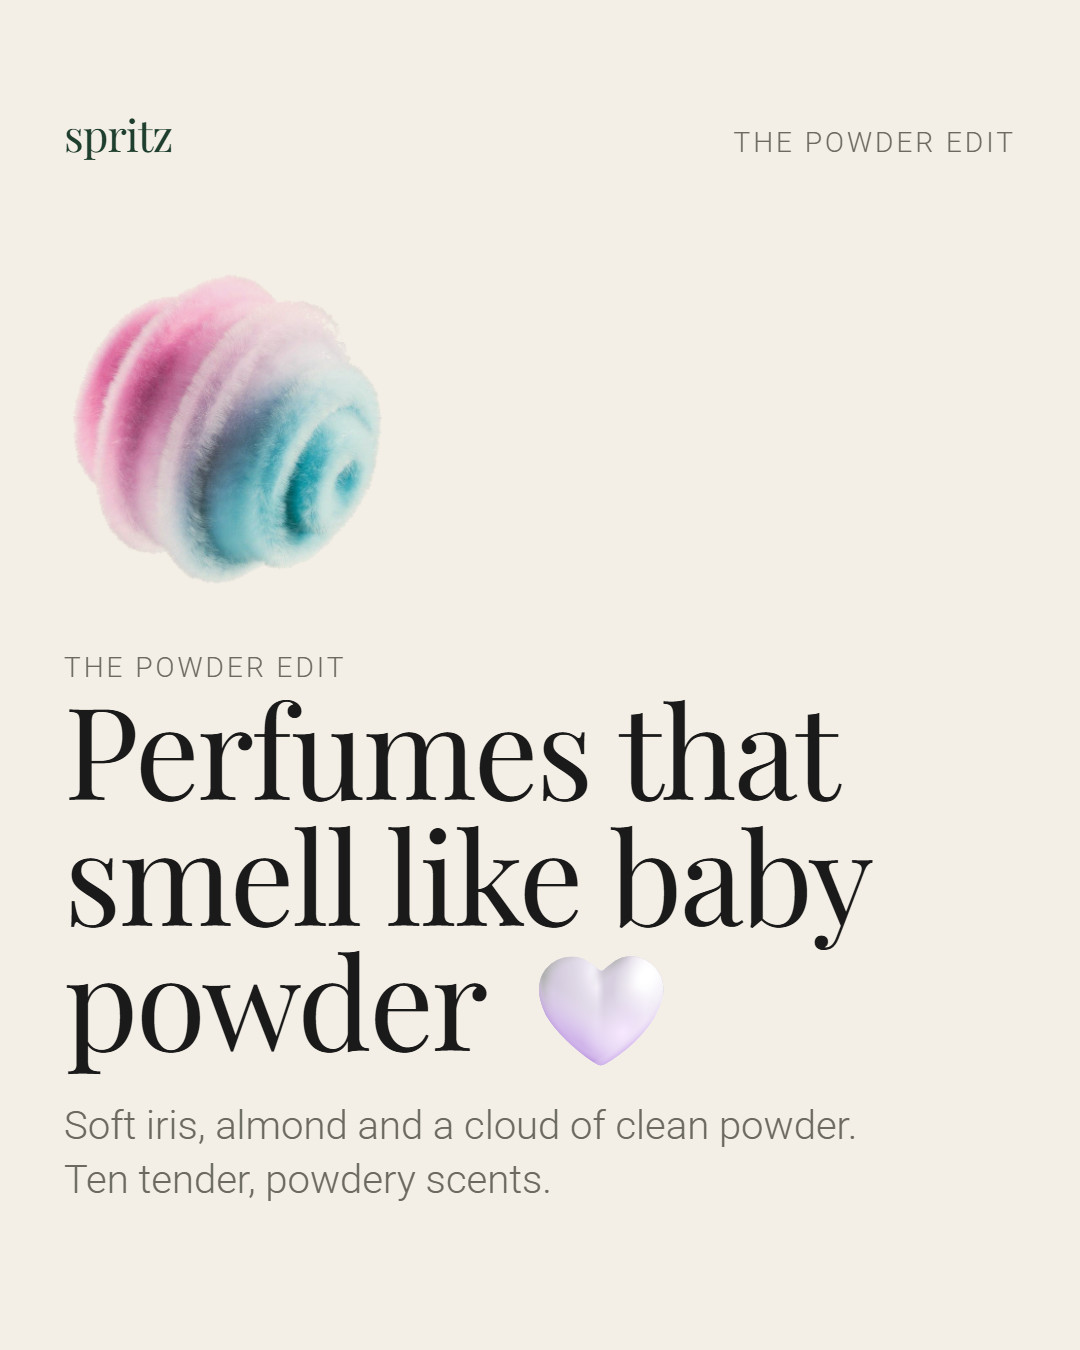 spritz
THE POWDER EDIT
THE POWDER EDIT
Perfumes that
smell like baby
powder
Soft iris, almond and a cloud of clean powder.
Ten tender, powdery scents.